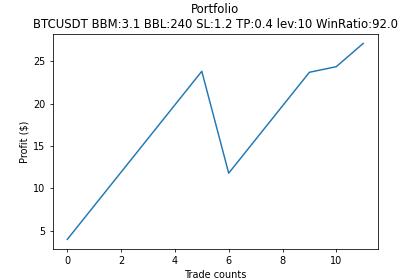 Portfolio
BTCUSDT BBM:3.1 BBL:240 SL:1.2 TP:0.4 lev:10 WinRatio:92.0
25
20
15
10
5
Profit ($)
0 2 4 6 8 10
Trade counts